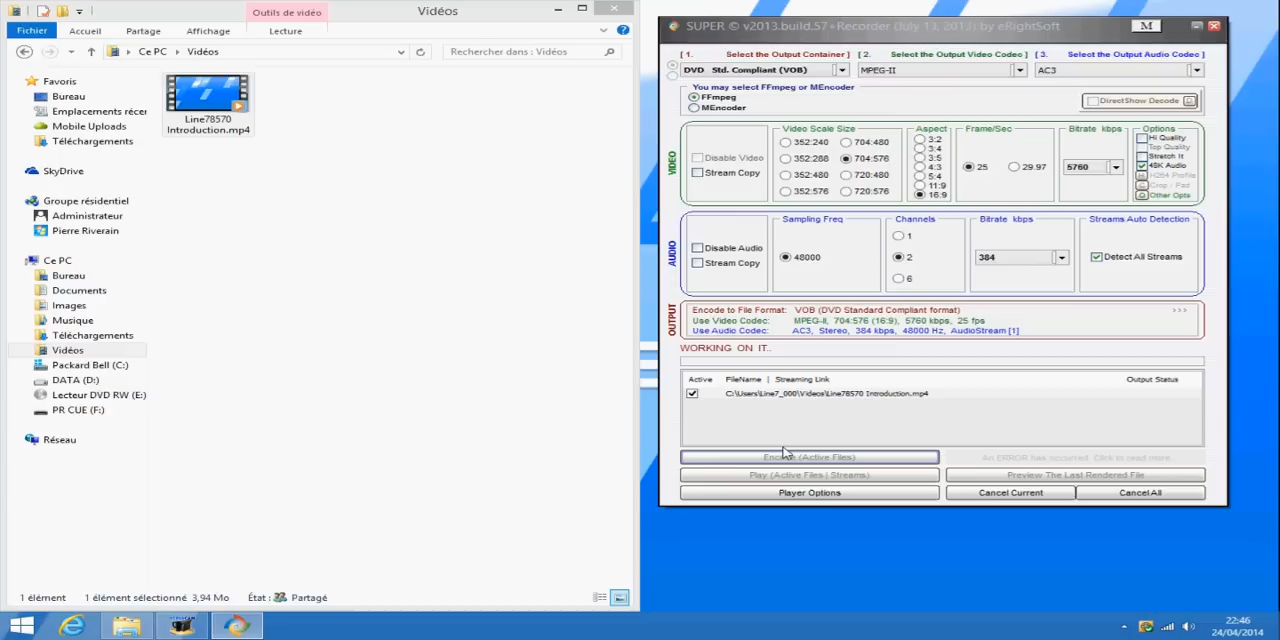 Outils de vidéo
Vidéos
Fichier Accueil Partage Affichage Lecture
Ce PC Vidéos
Rechercher dans : Vidéos
Favoris
Bureau
Emplacements récer
Mobile Uploads
Téléchargements
SkyDrive
Groupe résidentiel
Administrateur
Pierre Riverain
Ce PC
Bureau
Documents
Images
Musique
Téléchargements
Vidéos
Packard Bell (C:)
DATA (D:)
Lecteur DVD RW (E:)
PR CUE (F:)
Réseau
Line78570
Introduction.mp4
1 élément 1 élément sélectionné 3,94 Mo État : Partagé
SUPER © v2013.build.57+Recorder (July 13, 2013) by eRightSoft
M
[ 1. Select the Output Container ] [ 2. Select the Output Video Codec ] [ 3. Select the Output Audio Codec ]
DVD Std. Compliant (VOB) MPEG-II AC3
You may select FFmpeg or MEncoder
FFmpeg
MEncoder
DirectShow Decode
VIDEO
Disable Video
Stream Copy
Video Scale Size
352:240 704:480
352:288 704:576
352:480 720:480
352:576 720:576
Aspect
3:2
3:4
3:5
4:3
5:4
11:9
16:9
Frame/Sec
25 29.97
Bitrate kbps
5760
Options
Hi Quality
Top Quality
Stretch It
48K Audio
H264 Profile
Crop / Pad
Other Opts
AUDIO
Disable Audio
Stream Copy
Sampling Freq
48000
Channels
1
2
6
Bitrate kbps
384
Streams Auto Detection
Detect All Streams
OUTPUT
Encode to File Format: VOB (DVD Standard Compliant format) >>>
Use Video Codec: MPEG-II, 704:576 (16:9), 5760 kbps, 25 fps
Use Audio Codec: AC3, Stereo, 384 kbps, 48000 Hz, AudioStream [1]
WORKING ON IT..
Active FileName | Streaming Link Output Status
C:\Users\Line7_000\Videos\Line78570 Introduction.mp4
Encode (Active Files) An ERROR has occurred. Click to read more.
Play (Active Files | Streams) Preview The Last Rendered File
Player Options Cancel Current Cancel All
22:46
24/04/2014